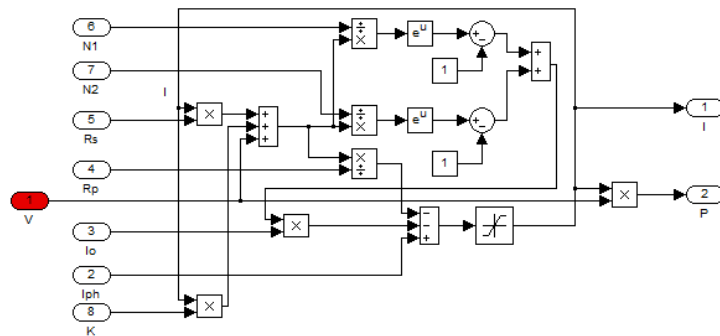 6
N1
÷
×
e^u
+
−
7
N2
1
+
+
I
5
Rs
×
+
+
+
÷
×
e^u
+
−
1
I
4
Rp
×
÷
1
1
V
×
2
P
3
Io
×
−
−
+
2
Iph
8
K
×